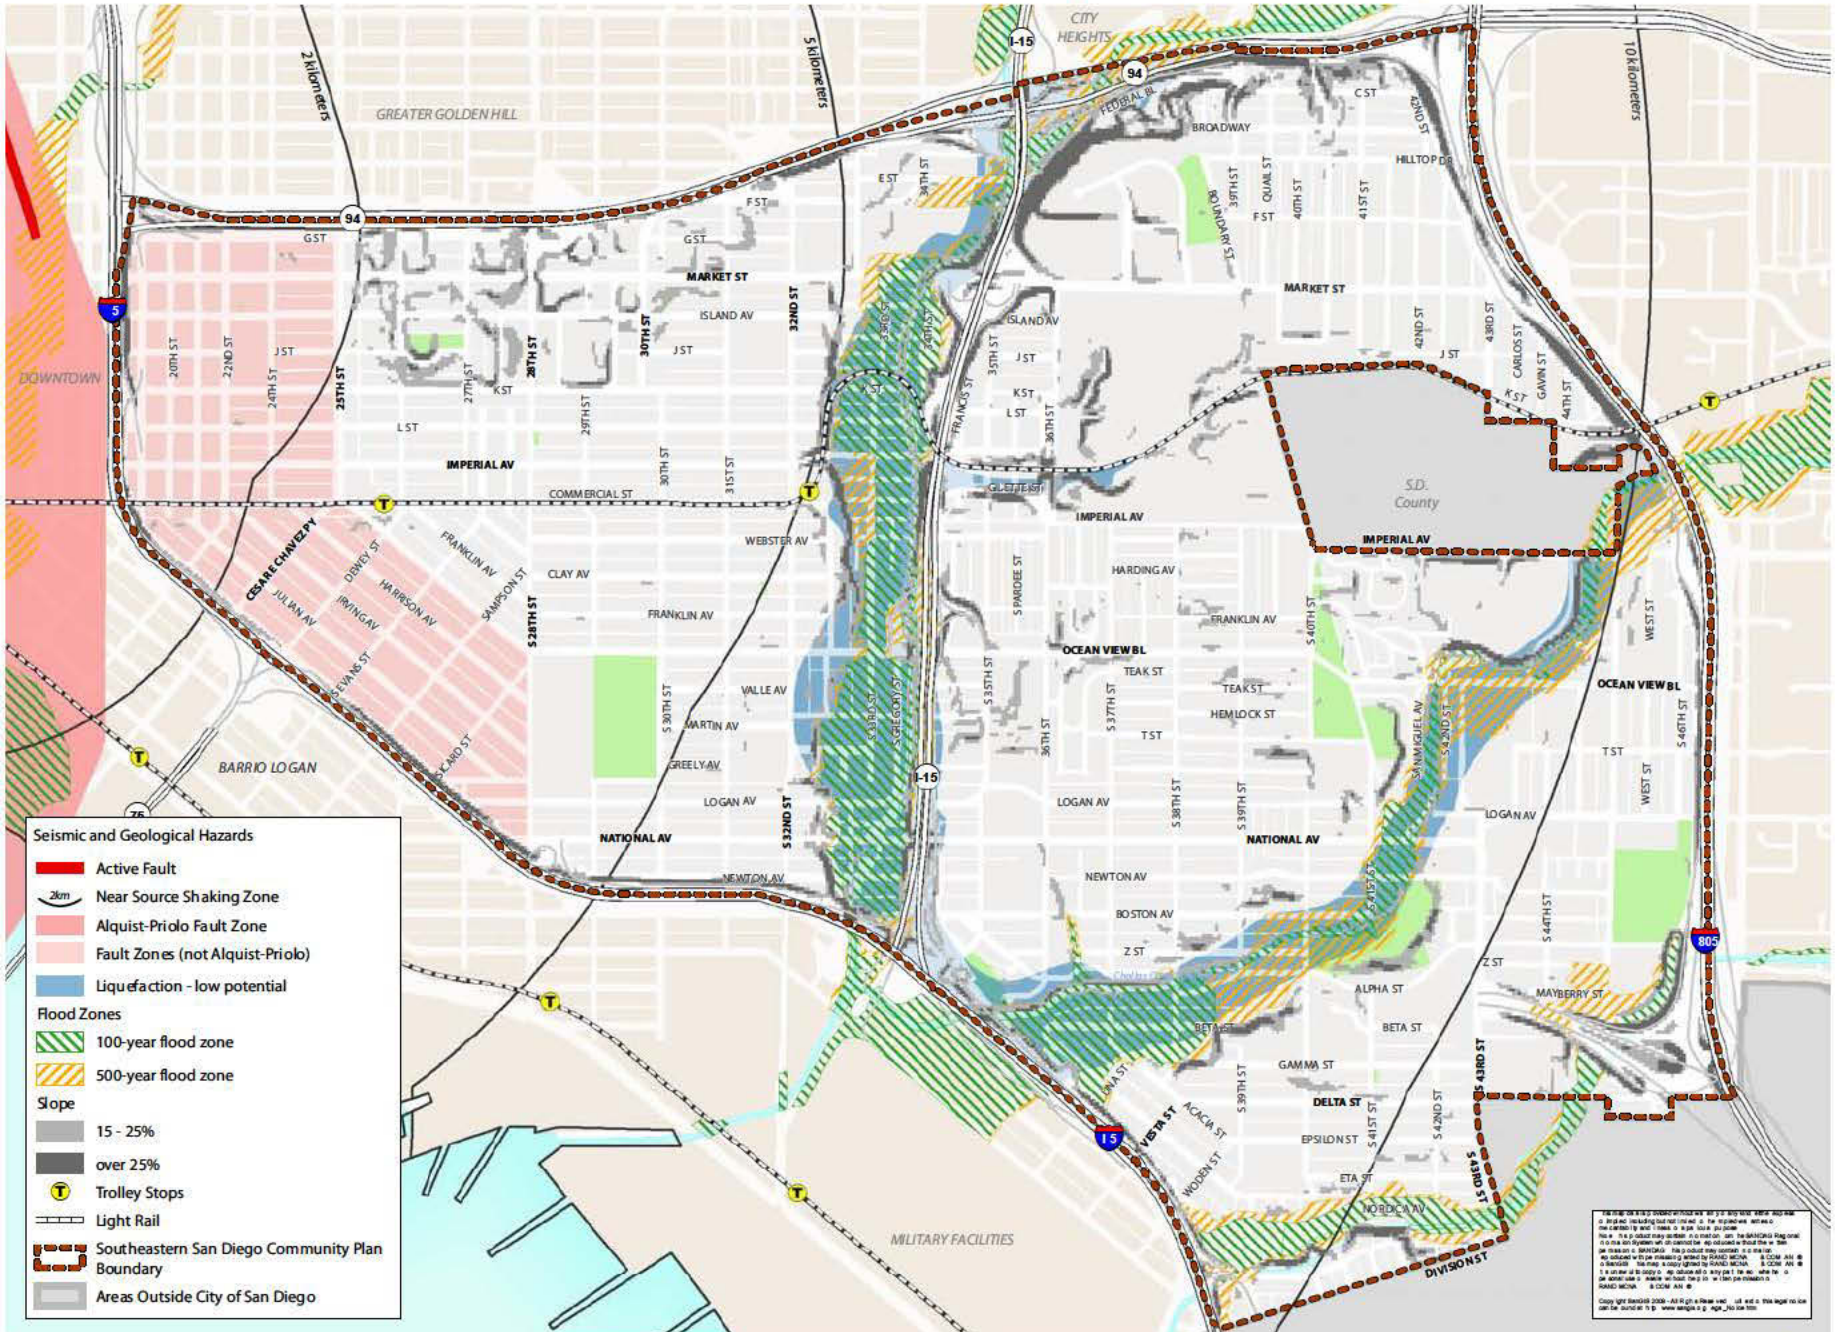 CITY
HEIGHTS
I-15
94
2 kilometers
5 kilometers
10 kilometers
GREATER GOLDEN HILL
FEDERAL BL
C ST
42ND ST
BROADWAY
HILLTOP DR
E ST
34TH ST
F ST
39TH ST
QUAIL ST
40TH ST
41ST ST
BOUNDARY ST
F ST
94
G ST
G ST
MARKET ST
MARKET ST
5
ISLAND AV
32ND ST
33RD ST
34TH ST
ISLAND AV
42ND ST
43RD ST
CARLOS ST
GAVIN ST
44TH ST
20TH ST
22ND ST
24TH ST
J ST
25TH ST
27TH ST
K ST
28TH ST
29TH ST
30TH ST
J ST
35TH ST
J ST
J ST
DOWNTOWN
K ST
FRANCIS ST
K ST
L ST
36TH ST
K ST
T
L ST
IMPERIAL AV
30TH ST
31ST ST
T
COMMERCIAL ST
T
S.D.
County
IMPERIAL AV
IMPERIAL AV
CESARE CHAVEZ PY
DEWEY ST
FRANKLIN AV
WEBSTER AV
JULIAN AV
IRVING AV
HARRISON AV
SAMPSON ST
CLAY AV
S PARDEE ST
HARDING AV
S 28TH ST
FRANKLIN AV
FRANKLIN AV
S 40TH ST
WEST ST
S EVANS ST
OCEAN VIEW BL
TEAK ST
OCEAN VIEW BL
S 30TH ST
VALLE AV
S 33RD ST
S GREGORY ST
S 35TH ST
S 37TH ST
TEAK ST
SAN MIGUEL AV
S 42ND ST
S 46TH ST
MARTIN AV
36TH ST
HEMLOCK ST
T ST
T ST
T
BARRIO LOGAN
S SICARD ST
GREELY AV
I-15
WEST ST
75
LOGAN AV
S 32ND ST
LOGAN AV
S 38TH ST
S 39TH ST
LOGAN AV
NATIONAL AV
NATIONAL AV
NEWTON AV
NEWTON AV
S 41ST ST
BOSTON AV
S 44TH ST
Z ST
Z ST
805
ALPHA ST
MAYBERRY ST
T
BETA ST
BETA ST
GAMMA ST
S 43RD ST
S 39TH ST
VESTA ST
ACACIA ST
DELTA ST
S 41ST ST
S 42ND ST
I 5
EPSILON ST
WODEN ST
ETA ST
S 43RD ST
T
NORDICA AV
MILITARY FACILITIES
DIVISION ST
Seismic and Geological Hazards
Active Fault
2km
Near Source Shaking Zone
Alquist-Priolo Fault Zone
Fault Zones (not Alquist-Priolo)
Liquefaction - low potential
Flood Zones
100-year flood zone
500-year flood zone
Slope
15 - 25%
over 25%
T
Trolley Stops
Light Rail
Southeastern San Diego Community Plan
Boundary
Areas Outside City of San Diego